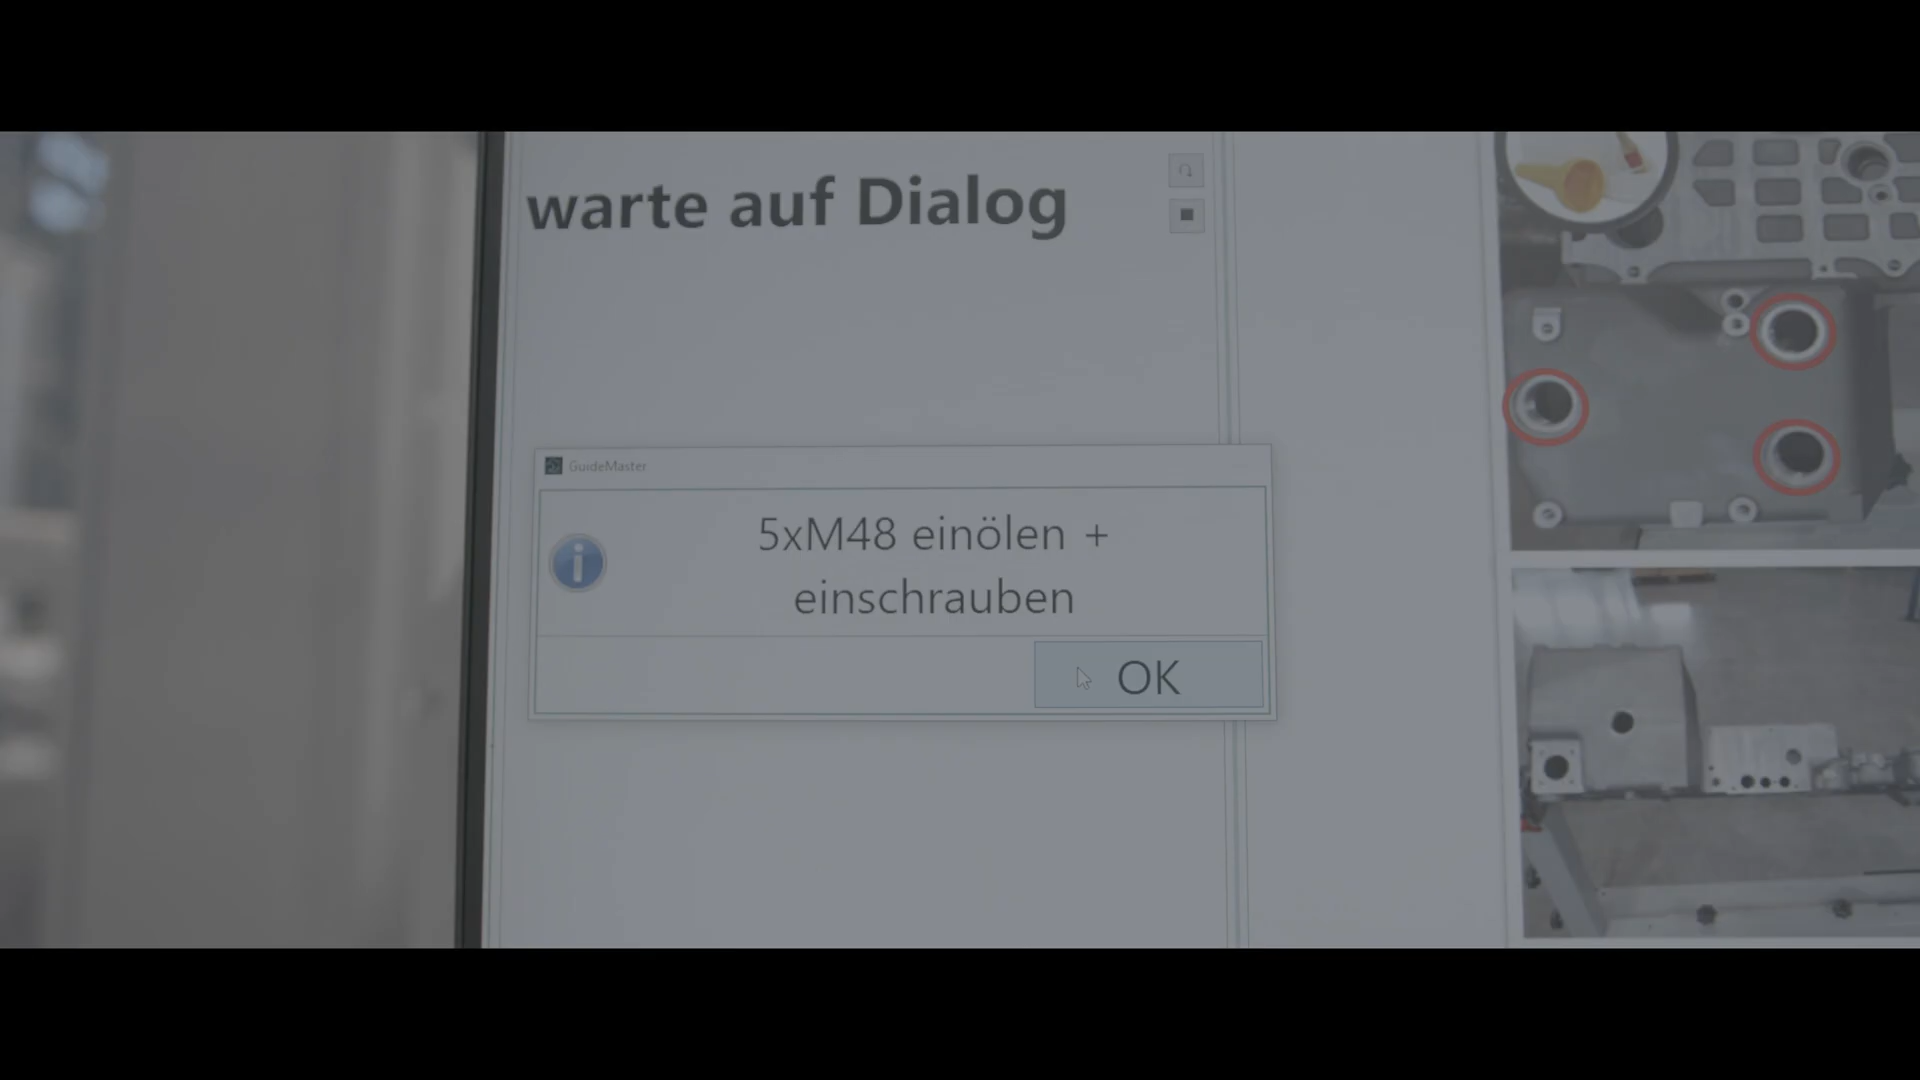 warte auf Dialog
GuideMaster
5xM48 einölen +
einschrauben
OK